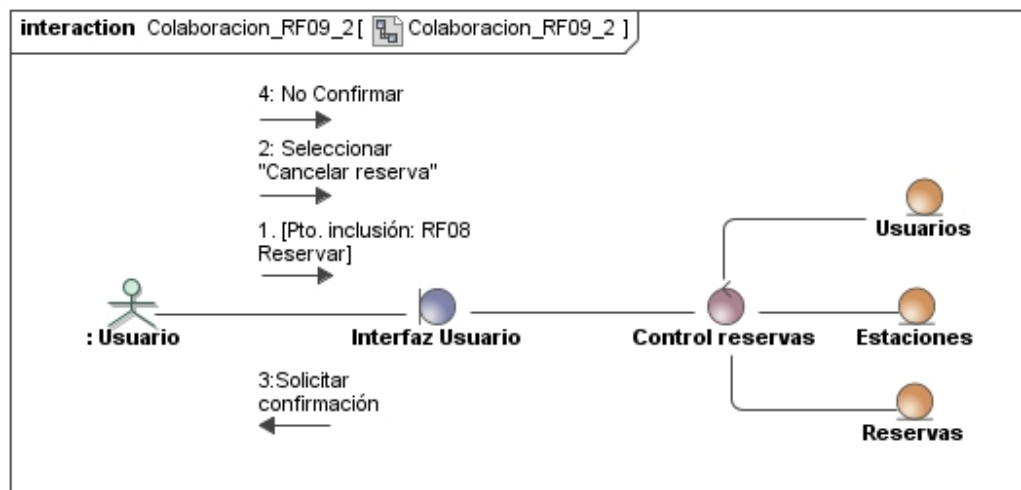 interaction Colaboracion_RF09_2[ Colaboracion_RF09_2 ]
4: No Confirmar
2: Seleccionar
"Cancelar reserva"
1. [Pto. inclusión: RF08
Reservar]
Usuarios
: Usuario
Interfaz Usuario
Control reservas
Estaciones
3:Solicitar
confirmación
Reservas